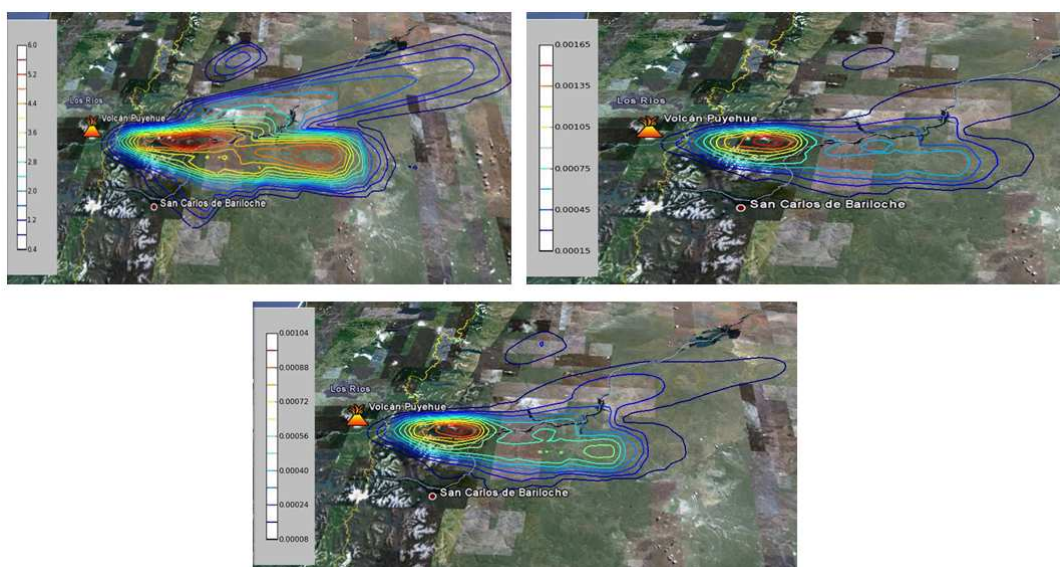 6.0
5.2
4.4
3.6
2.8
2.0
1.2
0.4
Los Ríos
Volcán Puyehue
San Carlos de Bariloche
0.00165
0.00135
0.00105
0.00075
0.00045
0.00015
Los Ríos
Volcán Puyehue
San Carlos de Bariloche
0.00104
0.00088
0.00072
0.00056
0.00040
0.00024
0.00008
Los Ríos
Volcán Puyehue
San Carlos de Bariloche